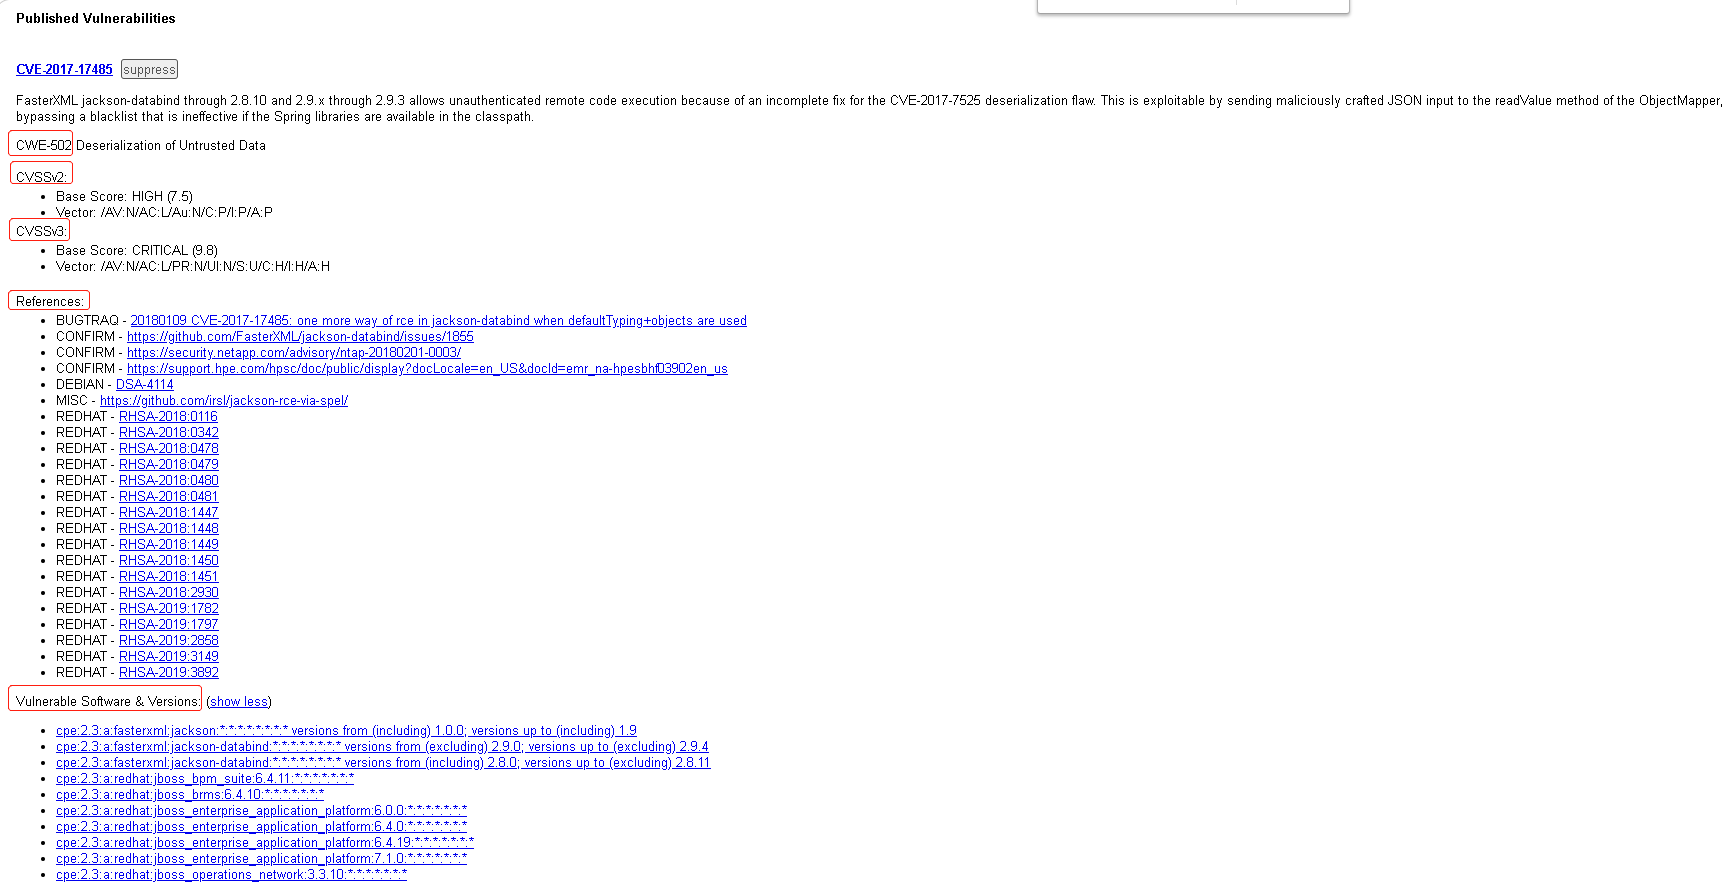 Published Vulnerabilities
CVE-2017-17485 suppress
FasterXML jackson-databind through 2.8.10 and 2.9.x through 2.9.3 allows unauthenticated remote code execution because of an incomplete fix for the CVE-2017-7525 deserialization flaw. This is exploitable by sending maliciously crafted JSON input to the readValue method of the ObjectMapper,
bypassing a blacklist that is ineffective if the Spring libraries are available in the classpath.
CWE-502 Deserialization of Untrusted Data
CVSSv2:
• Base Score: HIGH (7.5)
• Vector: /AV:N/AC:L/Au:N/C:P/I:P/A:P
CVSSv3:
• Base Score: CRITICAL (9.8)
• Vector: /AV:N/AC:L/PR:N/UI:N/S:U/C:H/I:H/A:H
References:
• BUGTRAQ - 20180109 CVE-2017-17485: one more way of rce in jackson-databind when defaultTyping+objects are used
• CONFIRM - https://github.com/FasterXML/jackson-databind/issues/1855
• CONFIRM - https://security.netapp.com/advisory/ntap-20180201-0003/
• CONFIRM - https://support.hpe.com/hpsc/doc/public/display?docLocale=en_US&docId=emr_na-hpesbhf03902en_us
• DEBIAN - DSA-4114
• MISC - https://github.com/irsl/jackson-rce-via-spel/
• REDHAT - RHSA-2018:0116
• REDHAT - RHSA-2018:0342
• REDHAT - RHSA-2018:0478
• REDHAT - RHSA-2018:0479
• REDHAT - RHSA-2018:0480
• REDHAT - RHSA-2018:0481
• REDHAT - RHSA-2018:1447
• REDHAT - RHSA-2018:1448
• REDHAT - RHSA-2018:1449
• REDHAT - RHSA-2018:1450
• REDHAT - RHSA-2018:1451
• REDHAT - RHSA-2018:2930
• REDHAT - RHSA-2019:1782
• REDHAT - RHSA-2019:1797
• REDHAT - RHSA-2019:2858
• REDHAT - RHSA-2019:3149
• REDHAT - RHSA-2019:3892
Vulnerable Software & Versions: (show less)
• cpe:2.3:a:fasterxml:jackson:*:*:*:*:*:*:*:* versions from (including) 1.0.0; versions up to (including) 1.9
• cpe:2.3:a:fasterxml:jackson-databind:*:*:*:*:*:*:*:* versions from (excluding) 2.9.0; versions up to (excluding) 2.9.4
• cpe:2.3:a:fasterxml:jackson-databind:*:*:*:*:*:*:*:* versions from (including) 2.8.0; versions up to (excluding) 2.8.11
• cpe:2.3:a:redhat:jboss_bpm_suite:6.4.11:*:*:*:*:*:*:*
• cpe:2.3:a:redhat:jboss_brms:6.4.10:*:*:*:*:*:*:*
• cpe:2.3:a:redhat:jboss_enterprise_application_platform:6.0.0:*:*:*:*:*:*:*
• cpe:2.3:a:redhat:jboss_enterprise_application_platform:6.4.0:*:*:*:*:*:*:*
• cpe:2.3:a:redhat:jboss_enterprise_application_platform:6.4.19:*:*:*:*:*:*:*
• cpe:2.3:a:redhat:jboss_enterprise_application_platform:7.1.0:*:*:*:*:*:*:*
• cpe:2.3:a:redhat:jboss_operations_network:3.3.10:*:*:*:*:*:*:*